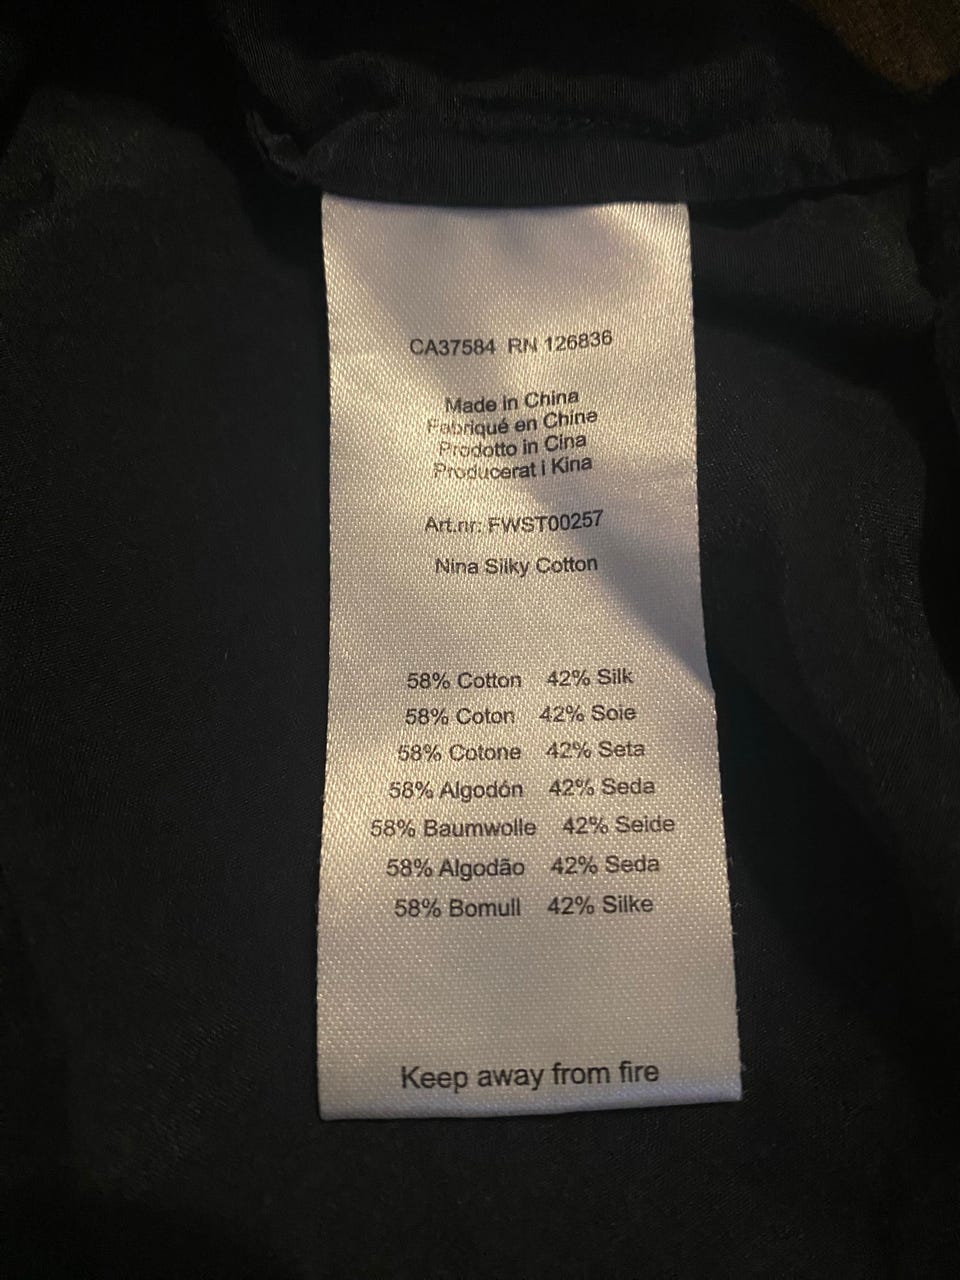 CA37584 RN 126836
Made in China
Fabriqué en China
Prodotto in Cina
Producerat i Kina
Art.nr: FWST00257
Nina Silky Cotton
58% Cotton 42% Silk
58% Coton 42% Soie
58% Cotone 42% Seta
58% Algodón 42% Seda
58% Baumwolle 42% Seide
58% Algodão 42% Seda
58% Bomull 42% Silke
Keep away from fire